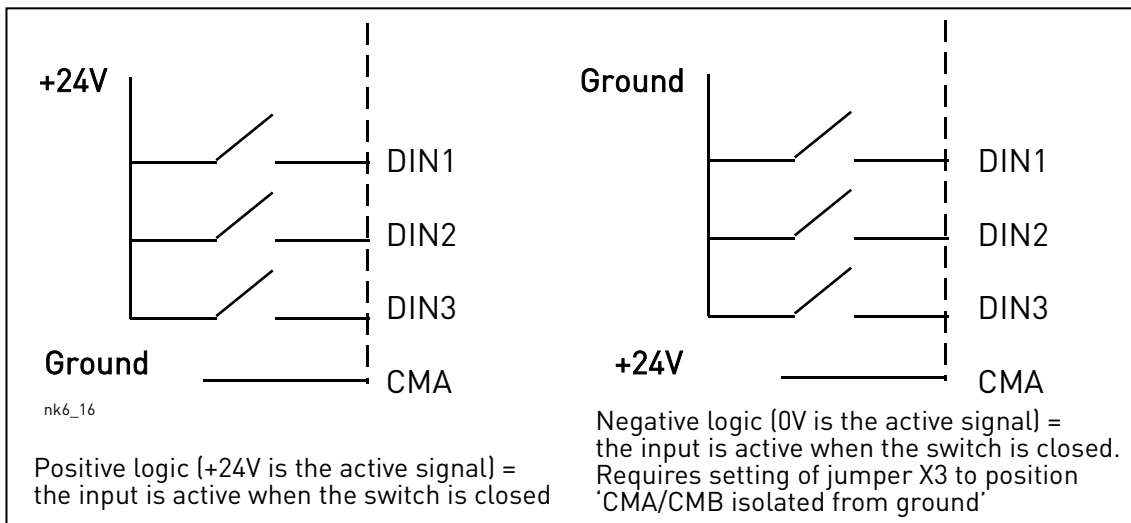 +24V
DIN1
DIN2
DIN3
Ground
CMA
nk6_16
Positive logic (+24V is the active signal) =
the input is active when the switch is closed
Ground
DIN1
DIN2
DIN3
+24V
CMA
Negative logic (0V is the active signal) =
the input is active when the switch is closed.
Requires setting of jumper X3 to position
‘CMA/CMB isolated from ground’